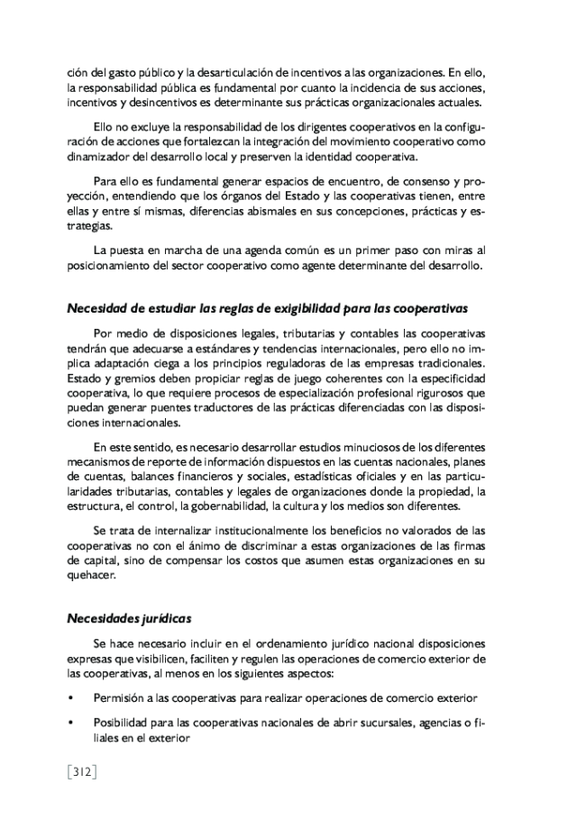 ción del gasto público y la desarticulación de incentivos a las organizaciones. En ello,
la responsabilidad pública es fundamental por cuanto la incidencia de sus acciones,
incentivos y desincentivos es determinante sus prácticas organizacionales actuales.
Ello no excluye la responsabilidad de los dirigentes cooperativos en la configu-
ración de acciones que fortalezcan la integración del movimiento cooperativo como
dinamizador del desarrollo local y preserven la identidad cooperativa.
Para ello es fundamental generar espacios de encuentro, de consenso y pro-
yección, entendiendo que los órganos del Estado y las cooperativas tienen, entre
ellas y entre sí mismas, diferencias abismales en sus concepciones, prácticas y es-
trategias.
La puesta en marcha de una agenda común es un primer paso con miras al
posicionamiento del sector cooperativo como agente determinante del desarrollo.
Necesidad de estudiar las reglas de exigibilidad para las cooperativas
Por medio de disposiciones legales, tributarias y contables las cooperativas
tendrán que adecuarse a estándares y tendencias internacionales, pero ello no im-
plica adaptación ciega a los principios reguladoras de las empresas tradicionales.
Estado y gremios deben propiciar reglas de juego coherentes con la especificidad
cooperativa, lo que requiere procesos de especialización profesional rigurosos que
puedan generar puentes traductores de las prácticas diferenciadas con las disposi-
ciones internacionales.
En este sentido, es necesario desarrollar estudios minuciosos de los diferentes
mecanismos de reporte de información dispuestos en las cuentas nacionales, planes
de cuentas, balances financieros y sociales, estadísticas oficiales y en las particu-
laridades tributarias, contables y legales de organizaciones donde la propiedad, la
estructura, el control, la gobernabilidad, la cultura y los medios son diferentes.
Se trata de internalizar institucionalmente los beneficios no valorados de las
cooperativas no con el ánimo de discriminar a estas organizaciones de las firmas
de capital, sino de compensar los costos que asumen estas organizaciones en su
quehacer.
Necesidades jurídicas
Se hace necesario incluir en el ordenamiento jurídico nacional disposiciones
expresas que visibilicen, faciliten y regulen las operaciones de comercio exterior de
las cooperativas, al menos en los siguientes aspectos:
• Permisión a las cooperativas para realizar operaciones de comercio exterior
• Posibilidad para las cooperativas nacionales de abrir sucursales, agencias o fi-
liales en el exterior
[312]